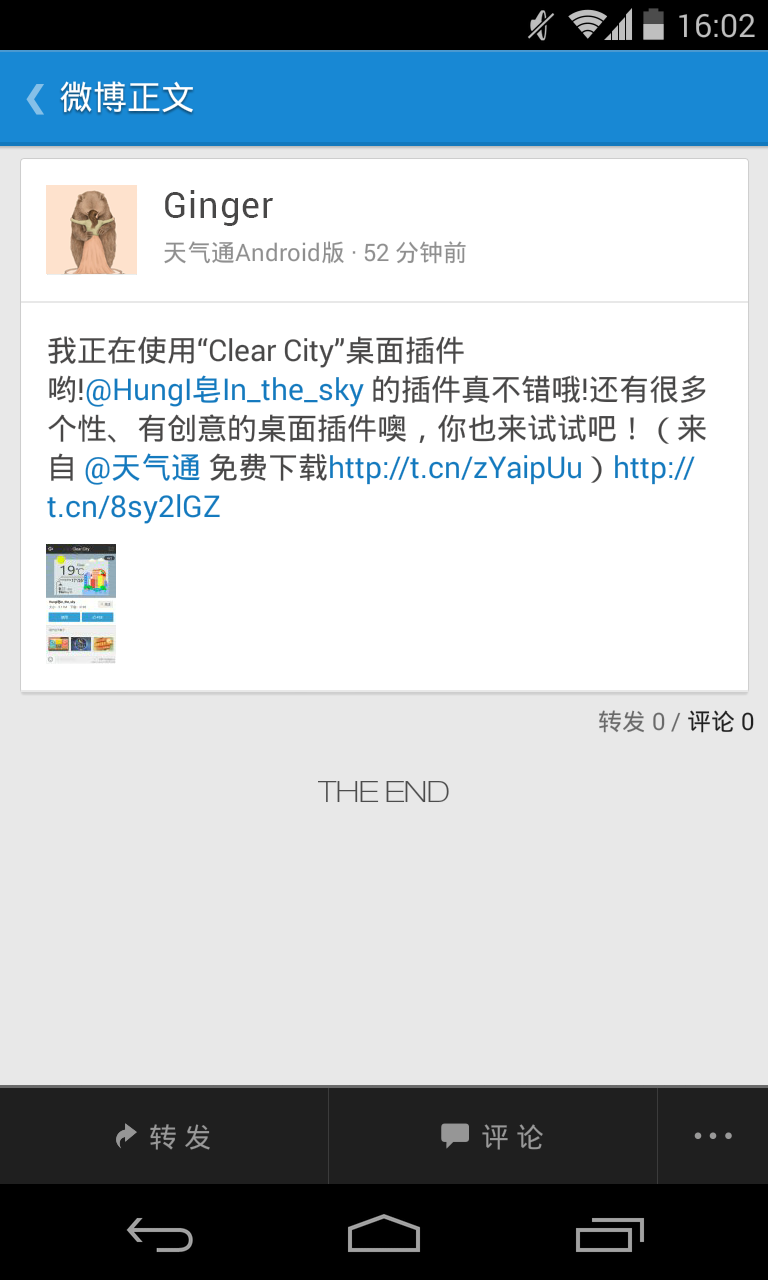 16:02
微博正文
Ginger
天气通Android版 · 52 分钟前
我正在使用“Clear City”桌面插件
哟!@HungI皂In_the_sky 的插件真不错哦!还有很多
个性、有创意的桌面插件噢，你也来试试吧！（来
自 @天气通 免费下载http://t.cn/zYaipUu）http://
t.cn/8sy2lGZ
Clear City
19℃
转发 0 / 评论 0
THE END
转发
评论